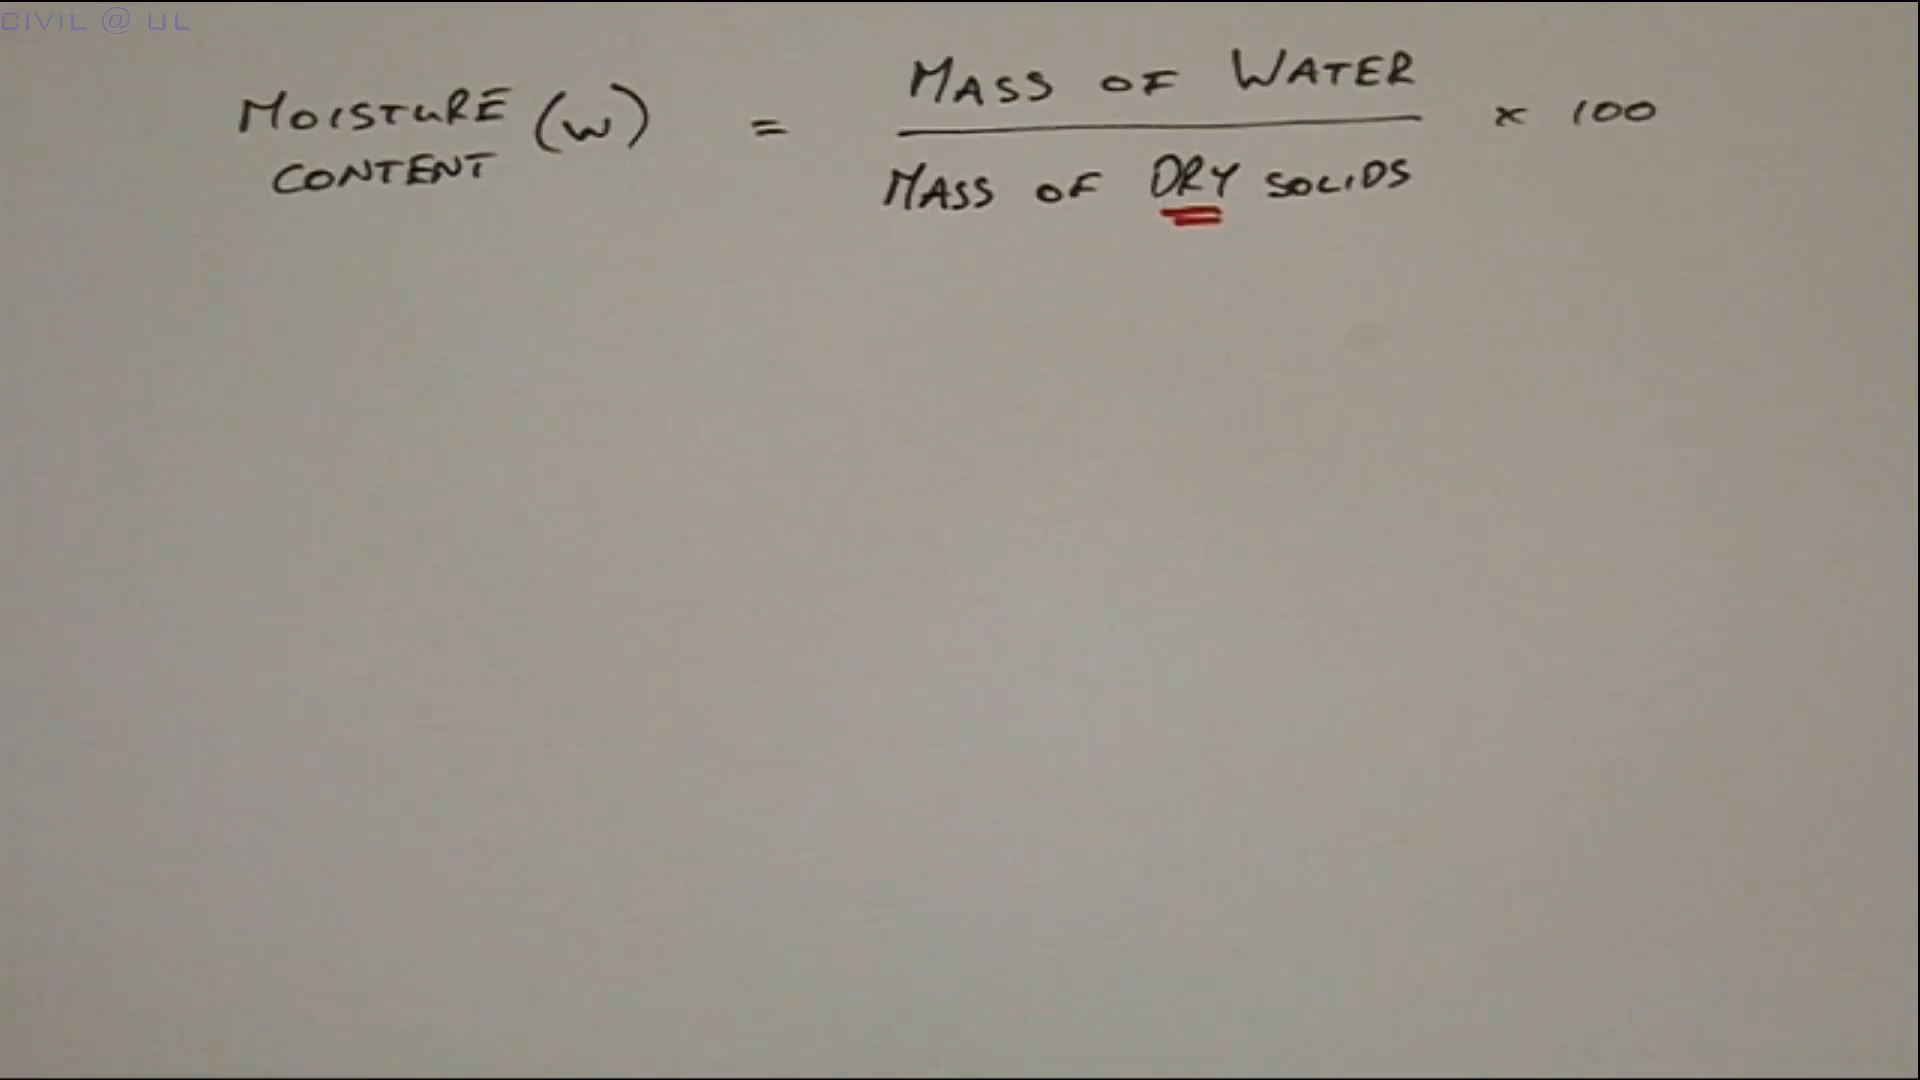 CIVIL @ UL
MOISTURE (W) = MASS OF WATER x 100
CONTENT MASS OF DRY SOLIDS